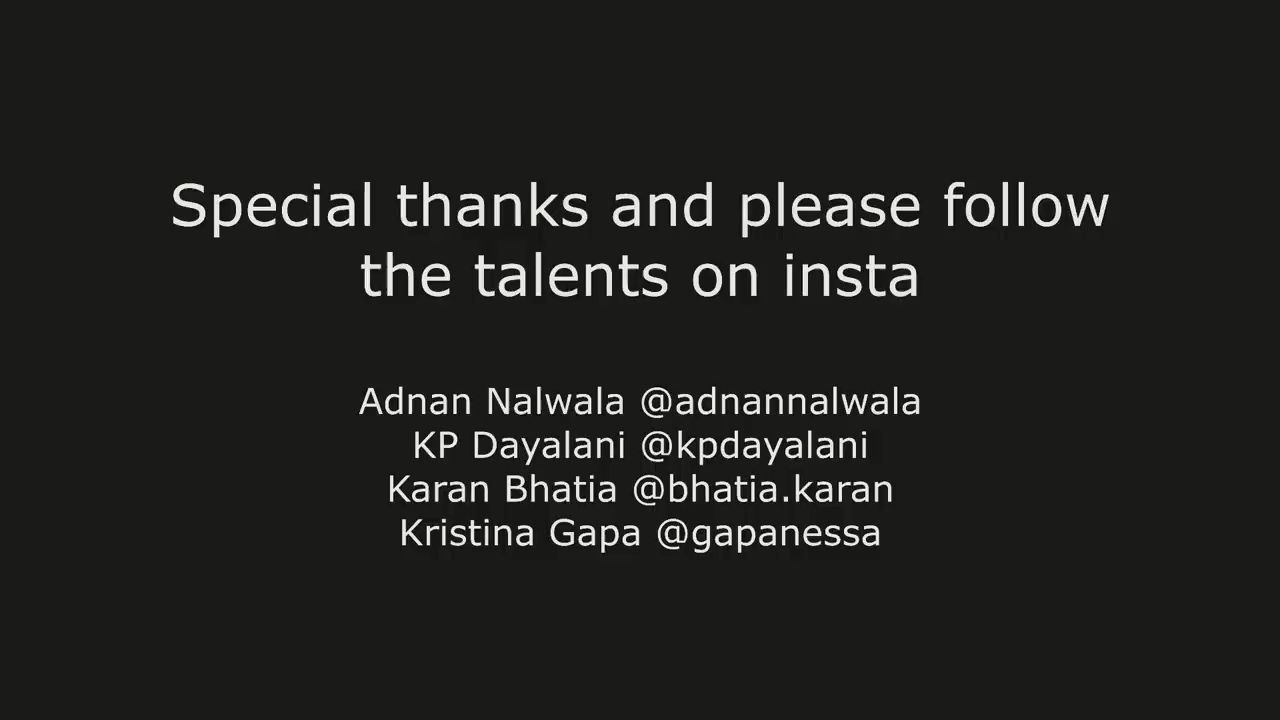 Special thanks and please follow
the talents on insta
Adnan Nalwala @adnannalwala
KP Dayalani @kpdayalani
Karan Bhatia @bhatia.karan
Kristina Gapa @gapanessa